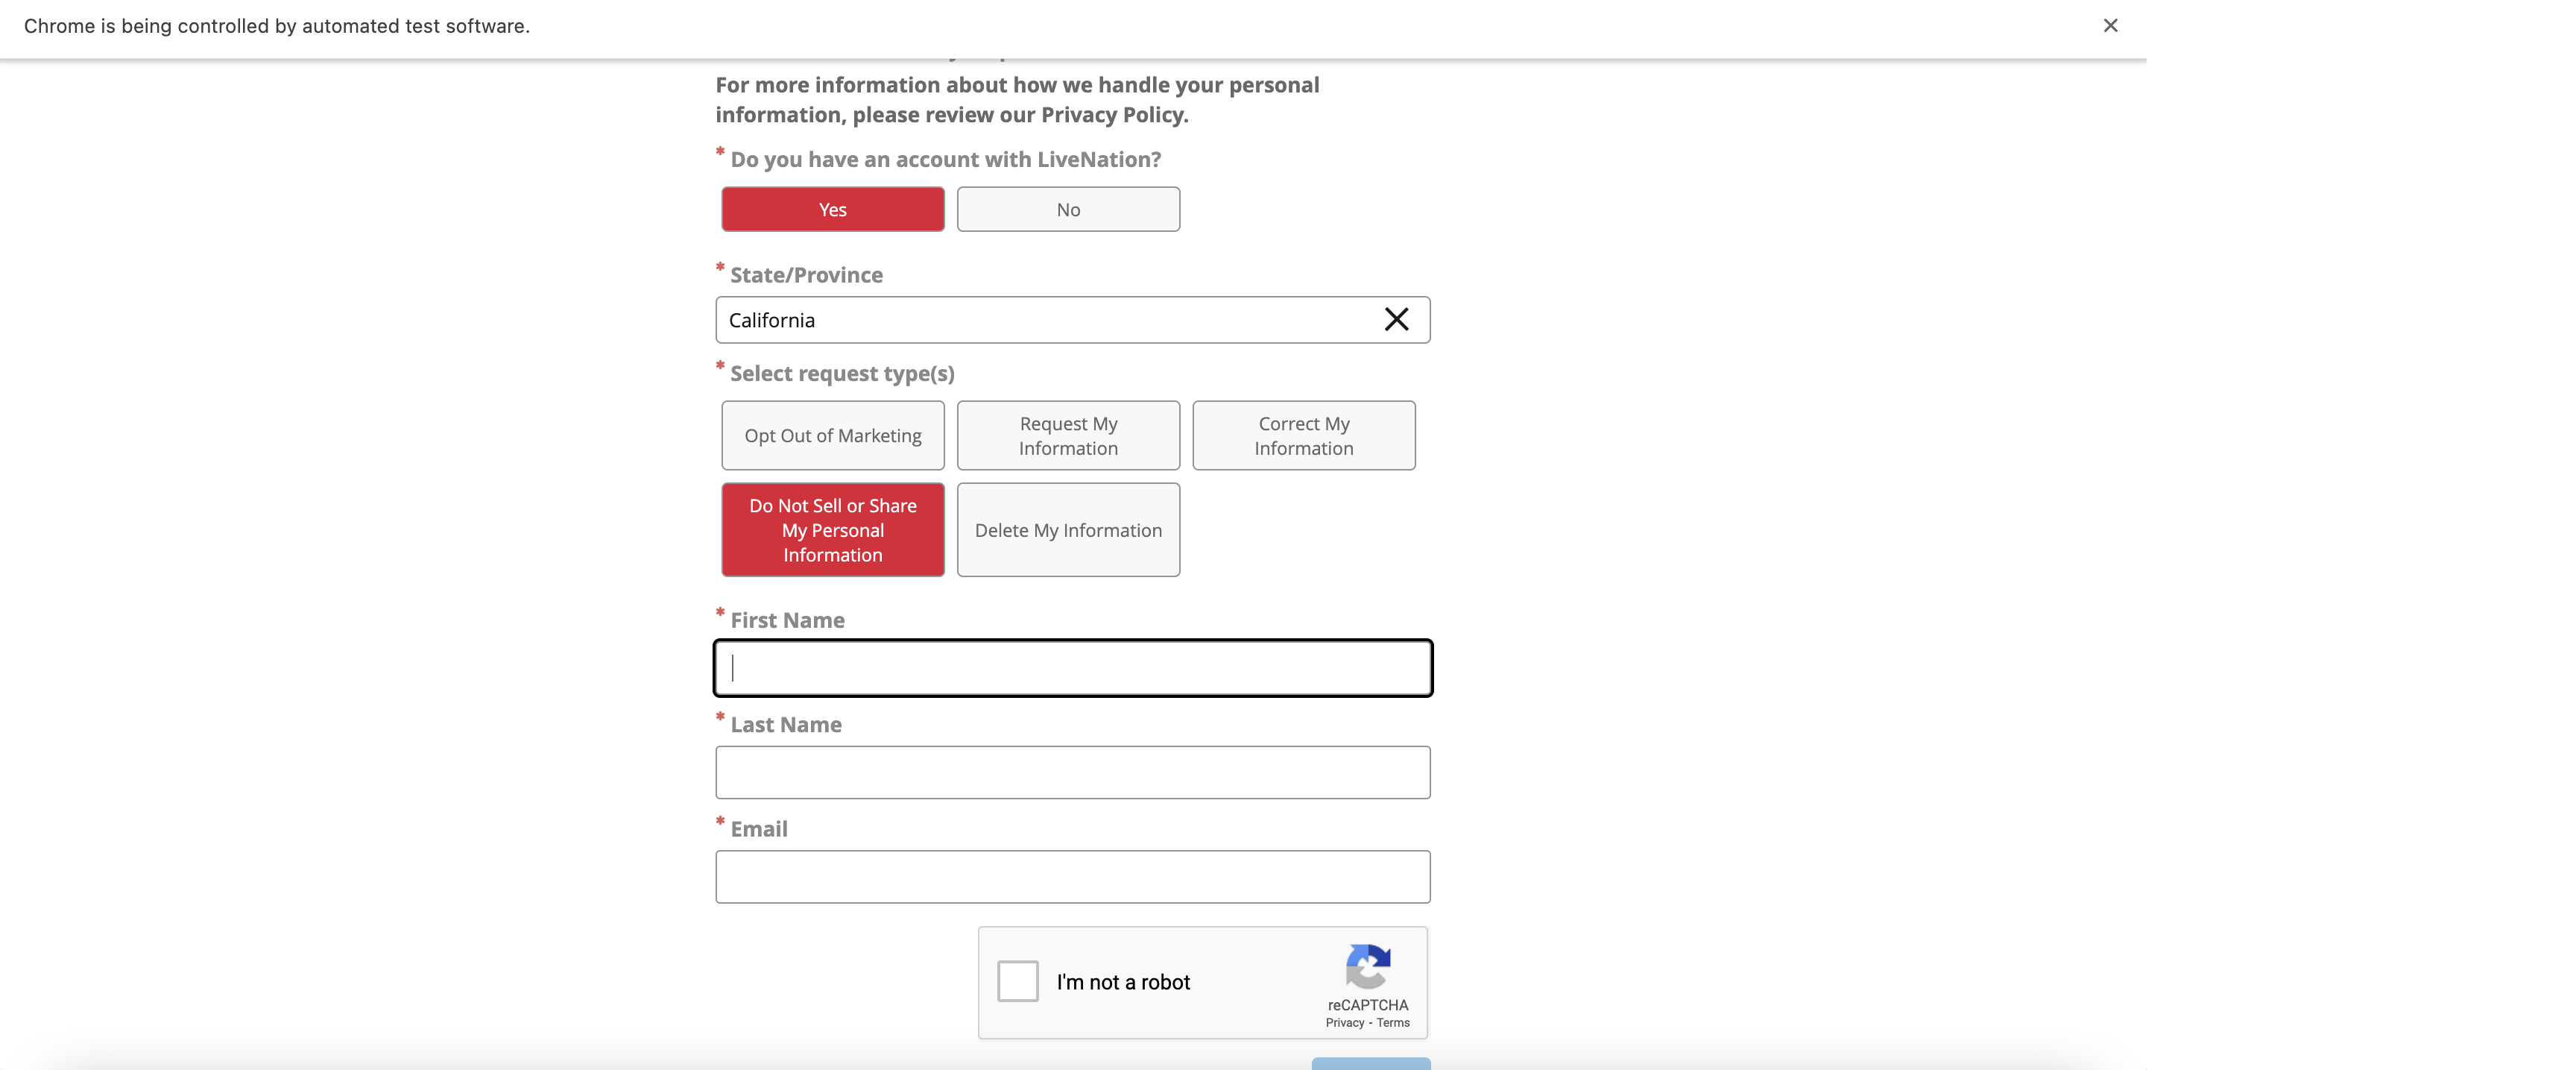 Chrome is being controlled by automated test software.
For more information about how we handle your personal
information, please review our Privacy Policy.
* Do you have an account with LiveNation?
Yes
No
* State/Province
California
* Select request type(s)
Opt Out of Marketing
Request My
Information
Correct My
Information
Do Not Sell or Share
My Personal
Information
Delete My Information
* First Name
* Last Name
* Email
I'm not a robot
reCAPTCHA
Privacy - Terms